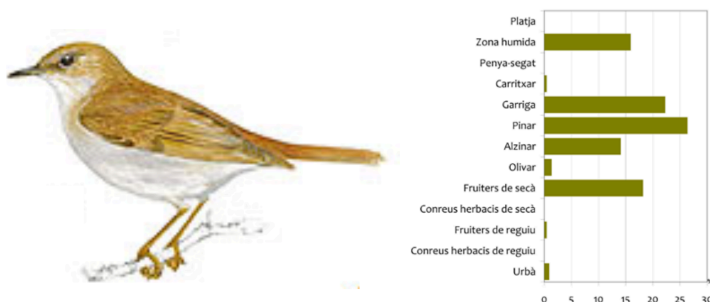 Platja
Zona humida
Penya-segat
Carritxar
Garriga
Pinar
Alzinar
Olivar
Fruiters de secà
Conreus herbacis de secà
Fruiters de reguiu
Conreus herbacis de reguiu
Urbà
0 5 10 15 20 25 30